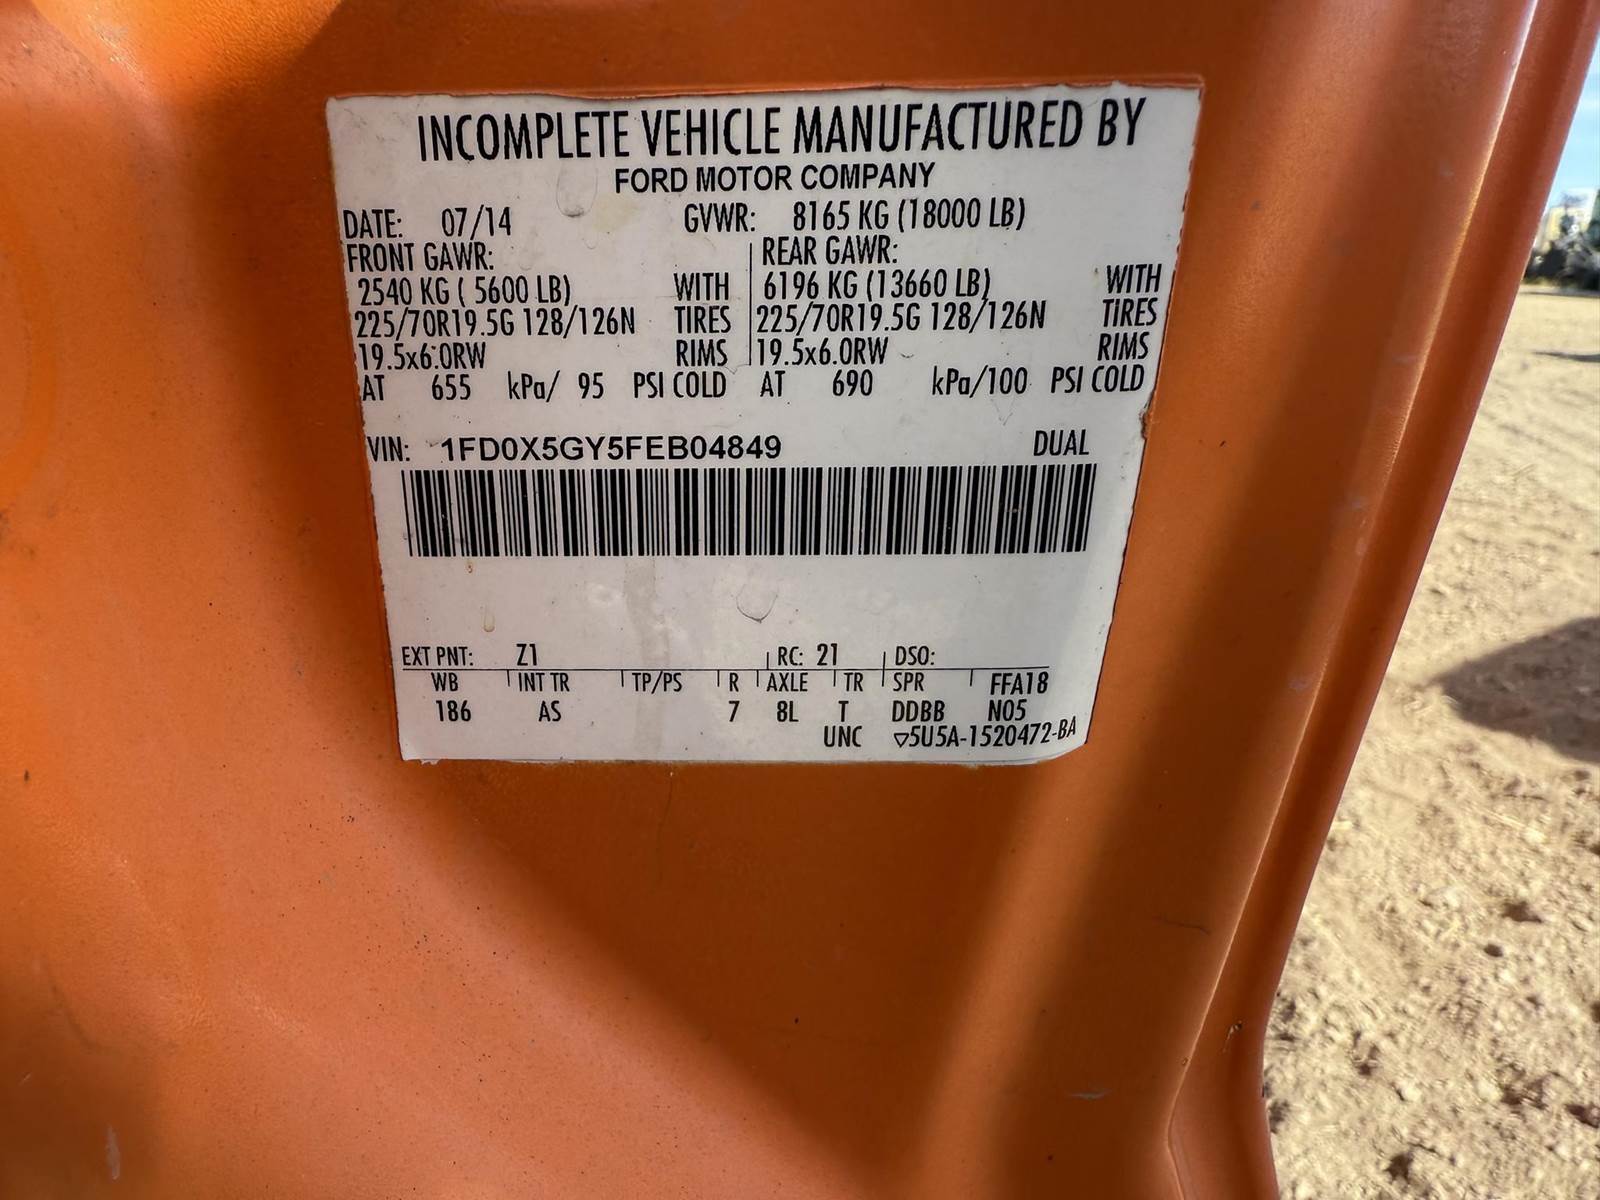 INCOMPLETE VEHICLE MANUFACTURED BY
FORD MOTOR COMPANY
DATE: 07/14 GVWR: 8165 KG (18000 LB)
FRONT GAWR: REAR GAWR:
2540 KG ( 5600 LB) WITH 6196 KG (13660 LB) WITH
225/70R19.5G 128/126N TIRES 225/70R19.5G 128/126N TIRES
19.5x6.0RW RIMS 19.5x6.0RW RIMS
AT 655 kPa/ 95 PSI COLD AT 690 kPa/100 PSI COLD
VIN: 1FD0X5GY5FEB04849 DUAL
EXT PNT: Z1 RC: 21 DSO:
WB INT TR TP/PS R AXLE TR SPR FFA18
186 AS 7 8L T DDBB N05
UNC ▽5U5A-1520472-BA